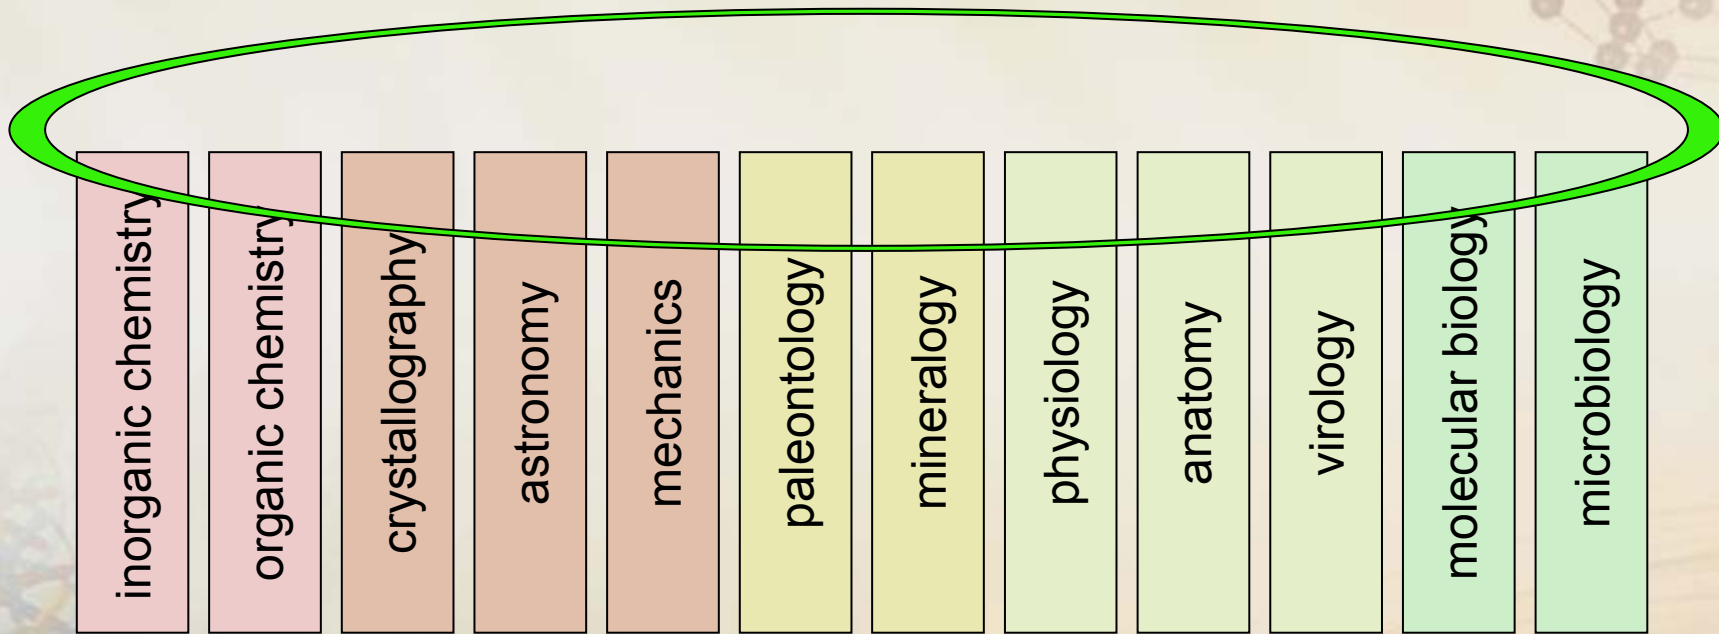 inorganic chemistry
organic chemistry
crystallography
astronomy
mechanics
paleontology
mineralogy
physiology
anatomy
virology
molecular biology
microbiology